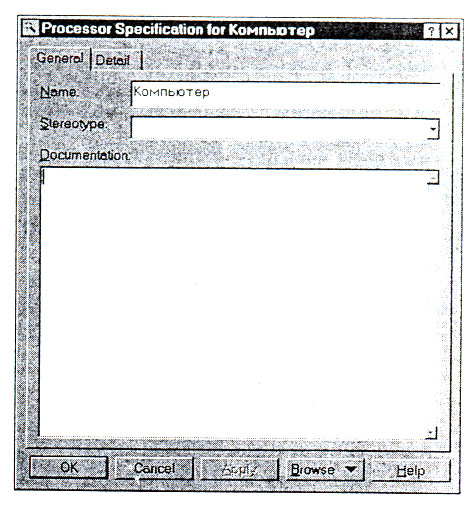 Processor Specification for Компьютер
General Detail
Name: Компьютер
Stereotype:
Documentation:
OK Cancel Apply Browse Help